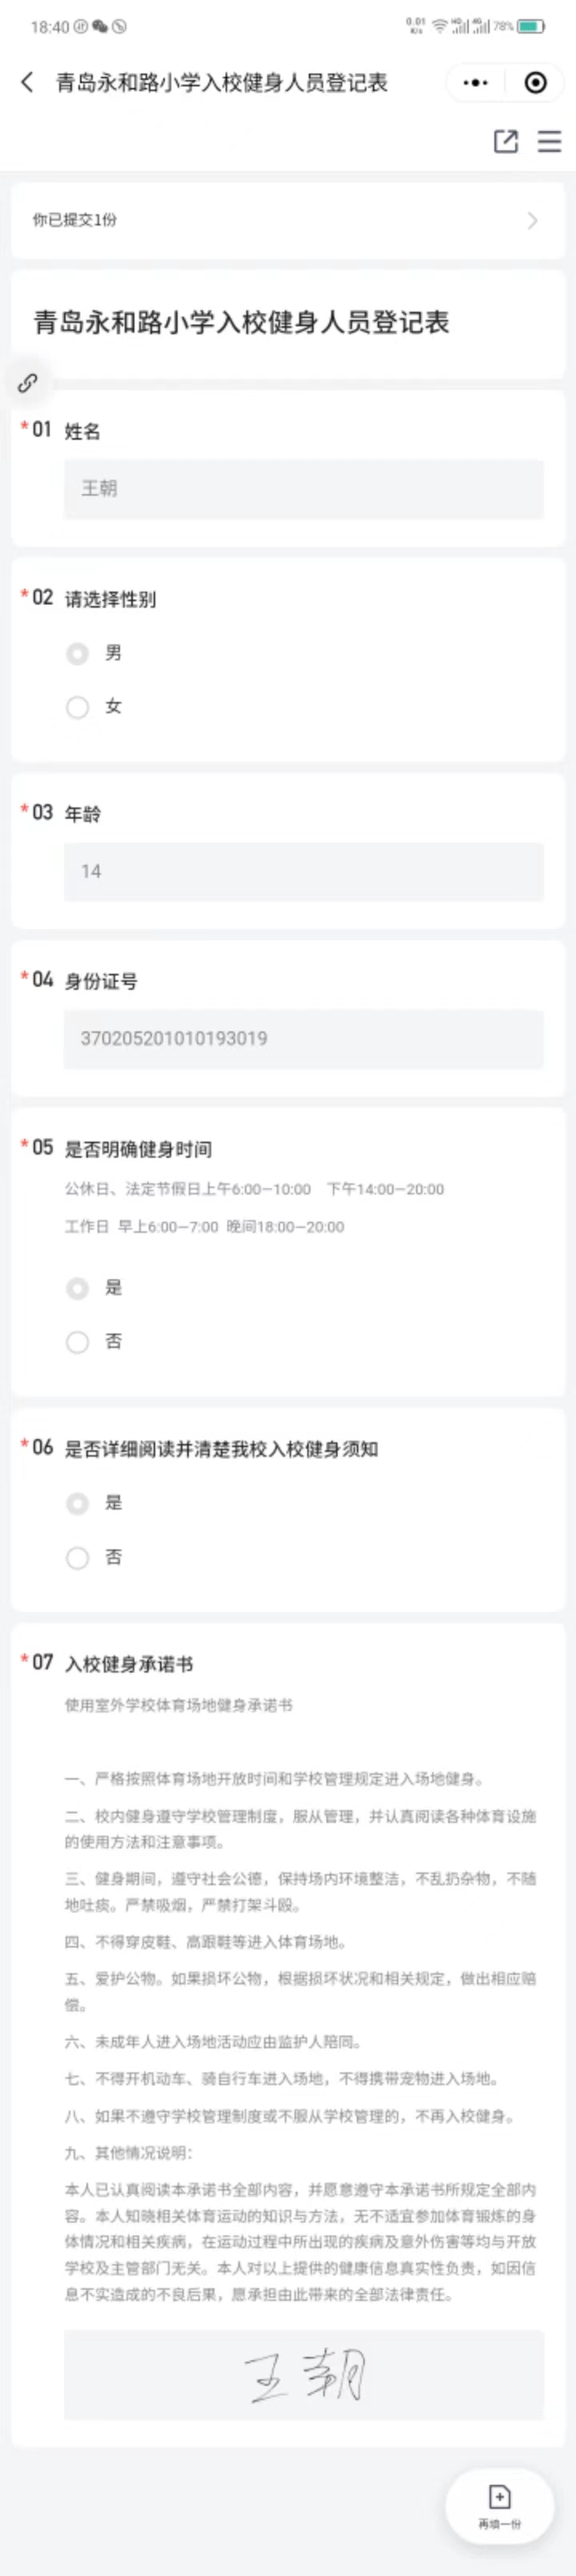 18:40
0.01 K/s HD 4G 78%
青岛永和路小学入校健身人员登记表
你已提交1份
青岛永和路小学入校健身人员登记表
*01 姓名
王朝
*02 请选择性别
男
女
*03 年龄
14
*04 身份证号
370205201010193019
*05 是否明确健身时间
公休日、法定节假日上午6:00—10:00 下午14:00—20:00
工作日 早上6:00—7:00 晚间18:00—20:00
是
否
*06 是否详细阅读并清楚我校入校健身须知
是
否
*07 入校健身承诺书
使用室外学校体育场地健身承诺书
一、严格按照体育场地开放时间和学校管理规定进入场地健身。
二、校内健身遵守学校管理制度，服从管理，并认真阅读各种体育设施
的使用方法和注意事项。
三、健身期间，遵守社会公德，保持场内环境整洁，不乱扔杂物，不随
地吐痰。严禁吸烟，严禁打架斗殴。
四、不得穿皮鞋、高跟鞋等进入体育场地。
五、爱护公物。如果损坏公物，根据损坏状况和相关规定，做出相应赔
偿。
六、未成年人进入场地活动应由监护人陪同。
七、不得开机动车、骑自行车进入场地，不得携带宠物进入场地。
八、如果不遵守学校管理制度或不服从学校管理的，不再入校健身。
九、其他情况说明：
本人已认真阅读本承诺书全部内容，并愿意遵守本承诺书所规定全部内
容。本人知晓相关体育运动的知识与方法，无不适宜参加体育锻炼的身
体情况和相关疾病，在运动过程中所出现的疾病及意外伤害等均与开放
学校及主管部门无关。本人对以上提供的健康信息真实性负责，如因信
息不实造成的不良后果，愿承担由此带来的全部法律责任。
王朝
再填一份